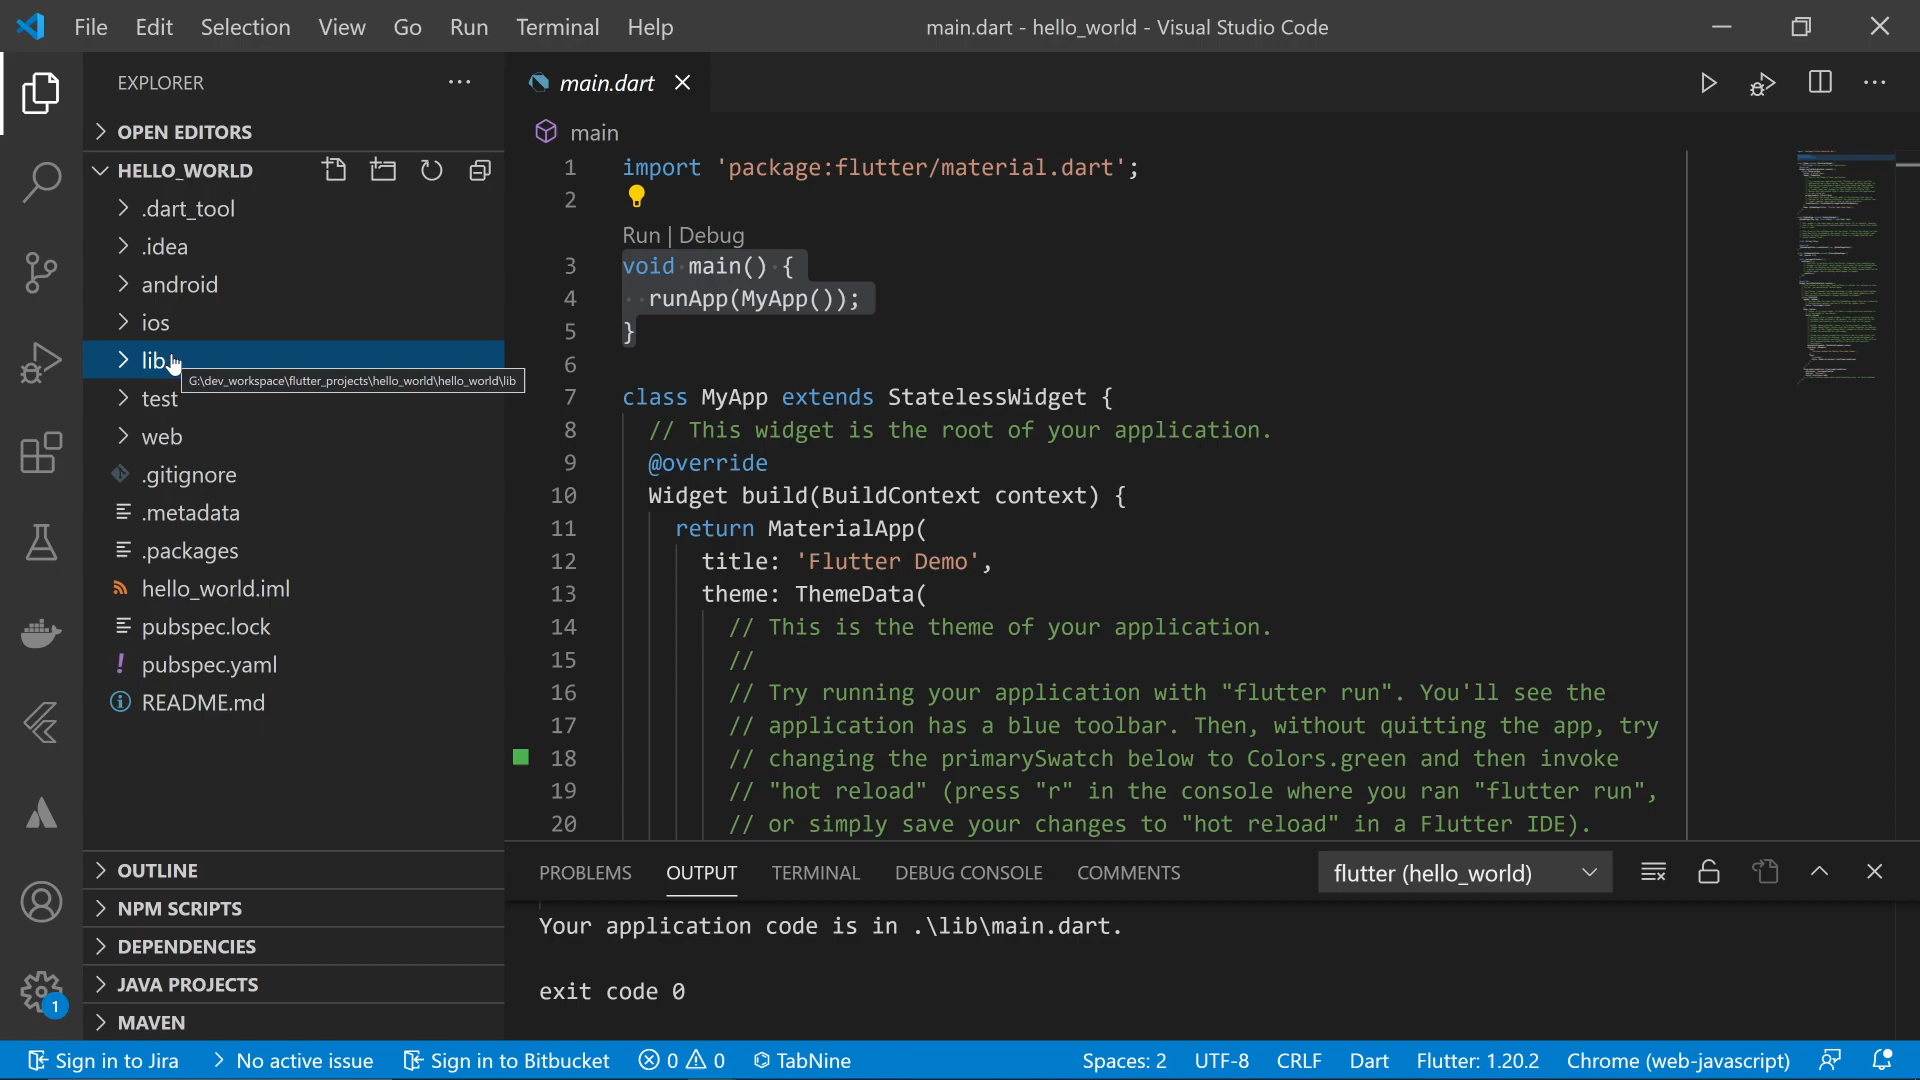 File Edit Selection View Go Run Terminal Help
main.dart - hello_world - Visual Studio Code
EXPLORER
OPEN EDITORS
HELLO_WORLD
.dart_tool
.idea
android
ios
lib
G:\dev_workspace\flutter_projects\hello_world\hello_world\lib
test
web
.gitignore
.metadata
.packages
hello_world.iml
pubspec.lock
pubspec.yaml
README.md
OUTLINE
NPM SCRIPTS
DEPENDENCIES
JAVA PROJECTS
MAVEN
1
main.dart
main
1 import 'package:flutter/material.dart';
2
Run | Debug
3 void main() {
4 runApp(MyApp());
5 }
6
7 class MyApp extends StatelessWidget {
8 // This widget is the root of your application.
9 @override
10 Widget build(BuildContext context) {
11 return MaterialApp(
12 title: 'Flutter Demo',
13 theme: ThemeData(
14 // This is the theme of your application.
15 //
16 // Try running your application with "flutter run". You'll see the
17 // application has a blue toolbar. Then, without quitting the app, try
18 // changing the primarySwatch below to Colors.green and then invoke
19 // "hot reload" (press "r" in the console where you ran "flutter run",
20 // or simply save your changes to "hot reload" in a Flutter IDE).
PROBLEMS OUTPUT TERMINAL DEBUG CONSOLE COMMENTS
flutter (hello_world)
Your application code is in .\lib\main.dart.
exit code 0
Sign in to Jira No active issue Sign in to Bitbucket 0 0 TabNine Spaces: 2 UTF-8 CRLF Dart Flutter: 1.20.2 Chrome (web-javascript)